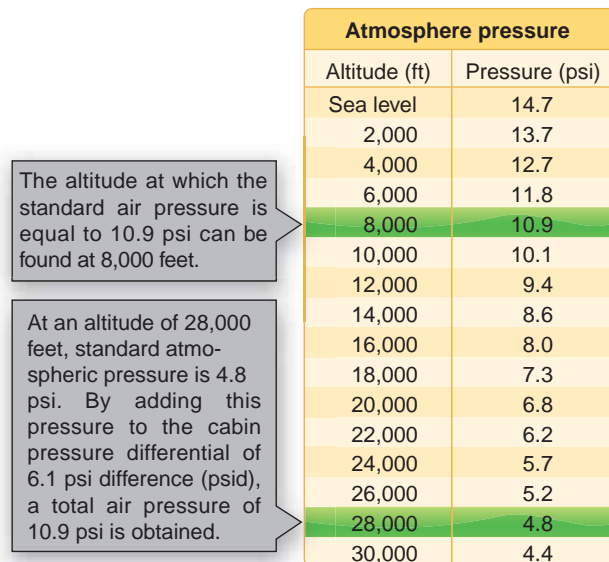 Atmosphere pressure
Altitude (ft) Pressure (psi)
Sea level 14.7
2,000 13.7
4,000 12.7
6,000 11.8
8,000 10.9
10,000 10.1
12,000 9.4
14,000 8.6
16,000 8.0
18,000 7.3
20,000 6.8
22,000 6.2
24,000 5.7
26,000 5.2
28,000 4.8
30,000 4.4
The altitude at which the
standard air pressure is
equal to 10.9 psi can be
found at 8,000 feet.
At an altitude of 28,000
feet, standard atmo-
spheric pressure is 4.8
psi. By adding this
pressure to the cabin
pressure differential of
6.1 psi difference (psid),
a total air pressure of
10.9 psi is obtained.